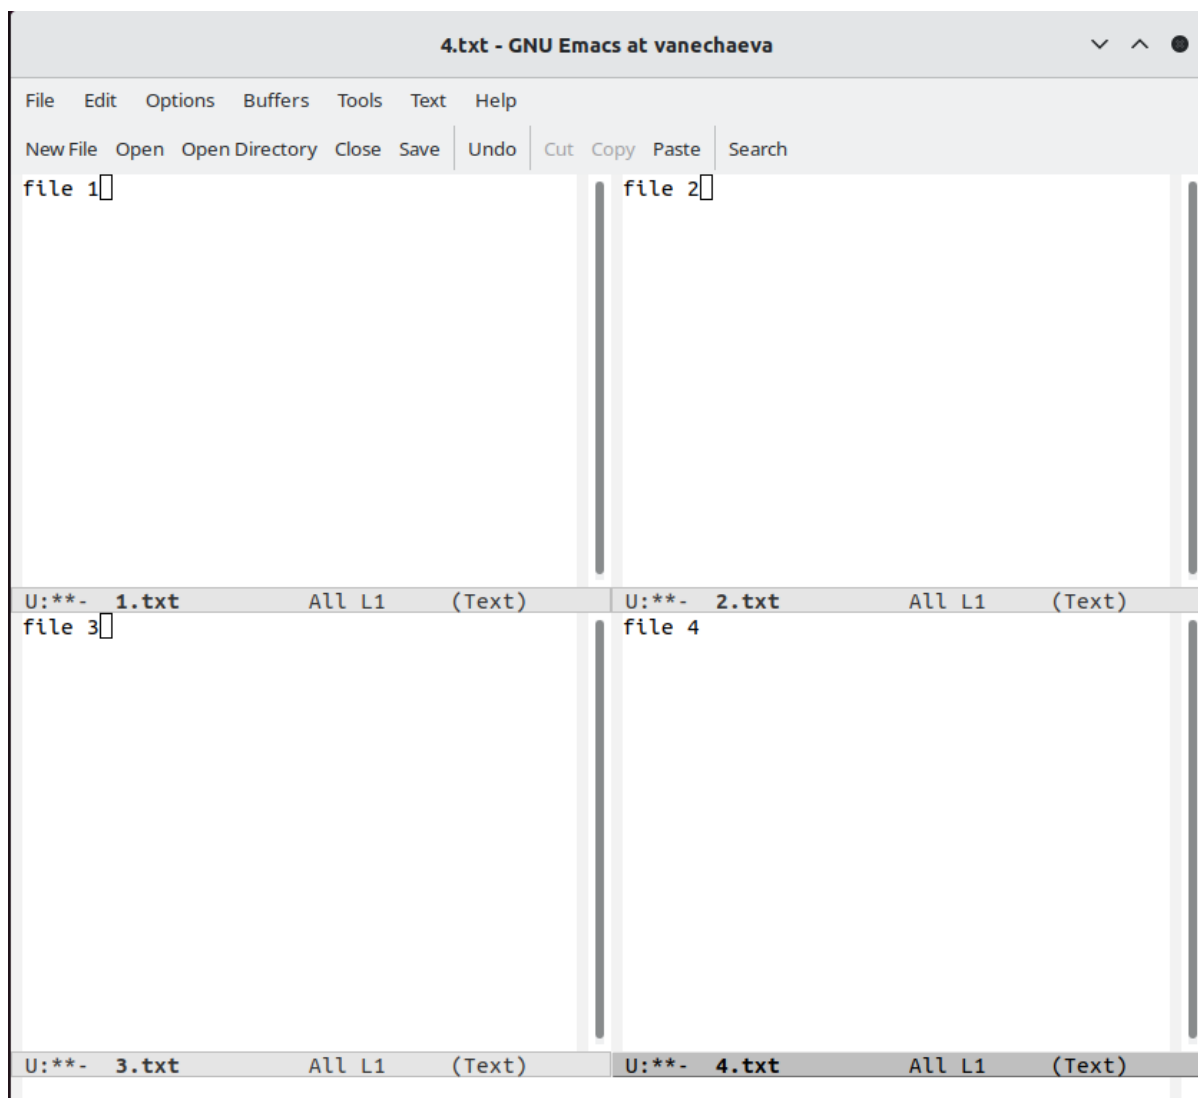 4.txt - GNU Emacs at vanechaeva
File Edit Options Buffers Tools Text Help
New File Open Open Directory Close Save Undo Cut Copy Paste Search
file 1
U:**- 1.txt All L1 (Text)
file 2
U:**- 2.txt All L1 (Text)
file 3
U:**- 3.txt All L1 (Text)
file 4
U:**- 4.txt All L1 (Text)